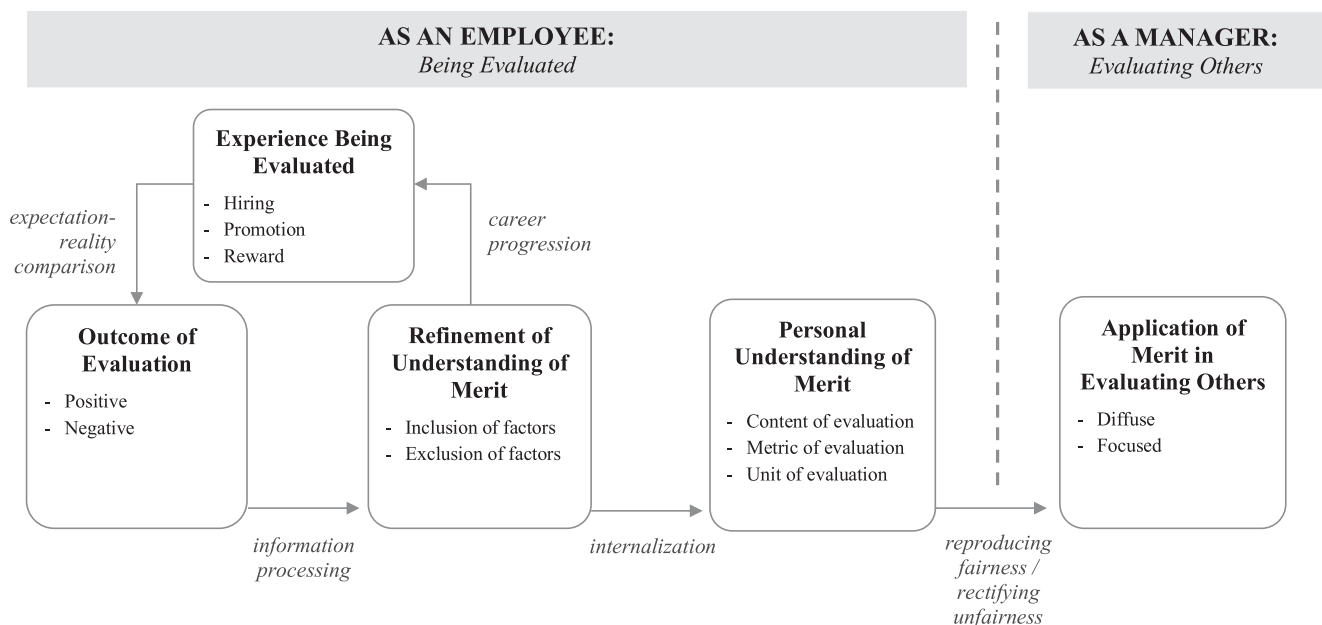 AS AN EMPLOYEE:
Being Evaluated
AS A MANAGER:
Evaluating Others
Experience Being
Evaluated
- Hiring
- Promotion
- Reward
expectation-
reality
comparison
career
progression
Outcome of
Evaluation
- Positive
- Negative
Refinement of
Understanding of
Merit
- Inclusion of factors
- Exclusion of factors
Personal
Understanding of
Merit
- Content of evaluation
- Metric of evaluation
- Unit of evaluation
Application of
Merit in
Evaluating Others
- Diffuse
- Focused
information
processing
internalization
reproducing
fairness /
rectifying
unfairness